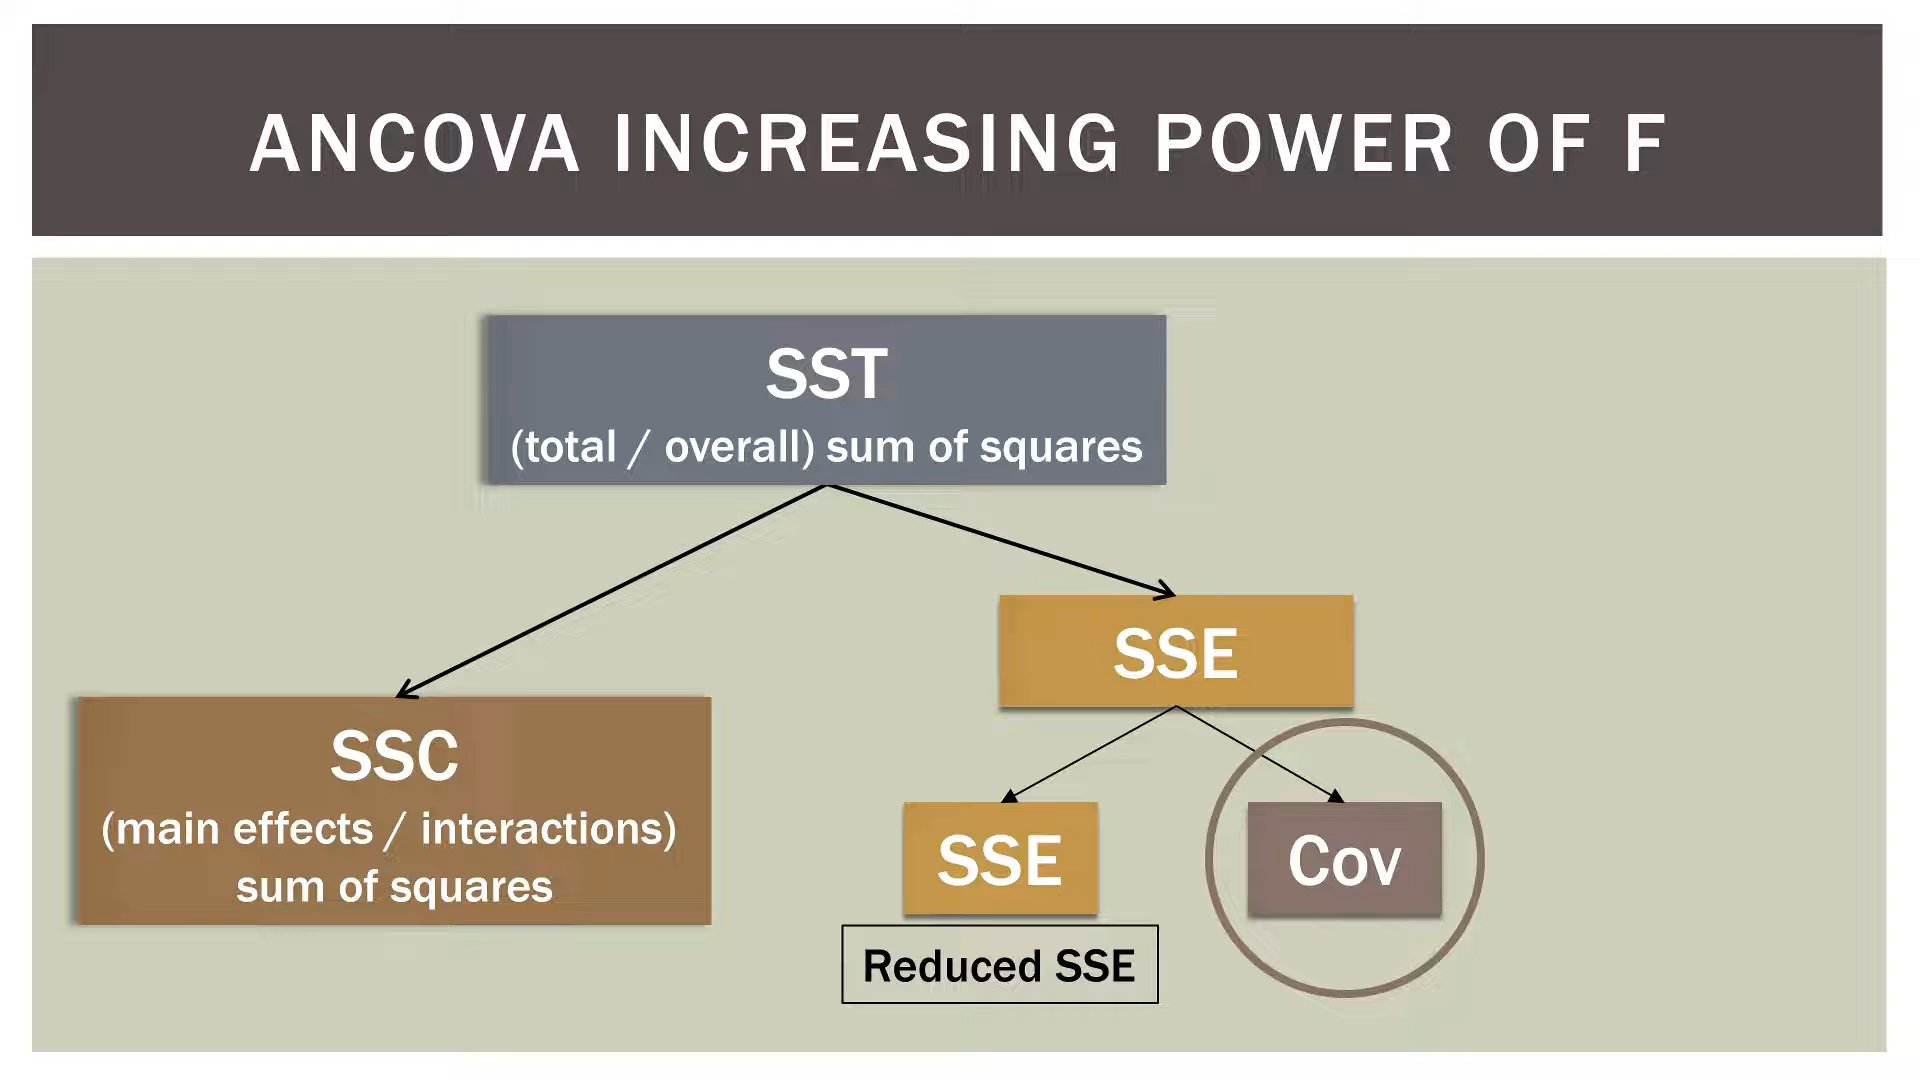 ANCOVA INCREASING POWER OF F
SST
(total / overall) sum of squares
SSE
SSC
(main effects / interactions)
sum of squares
SSE
Cov
Reduced SSE